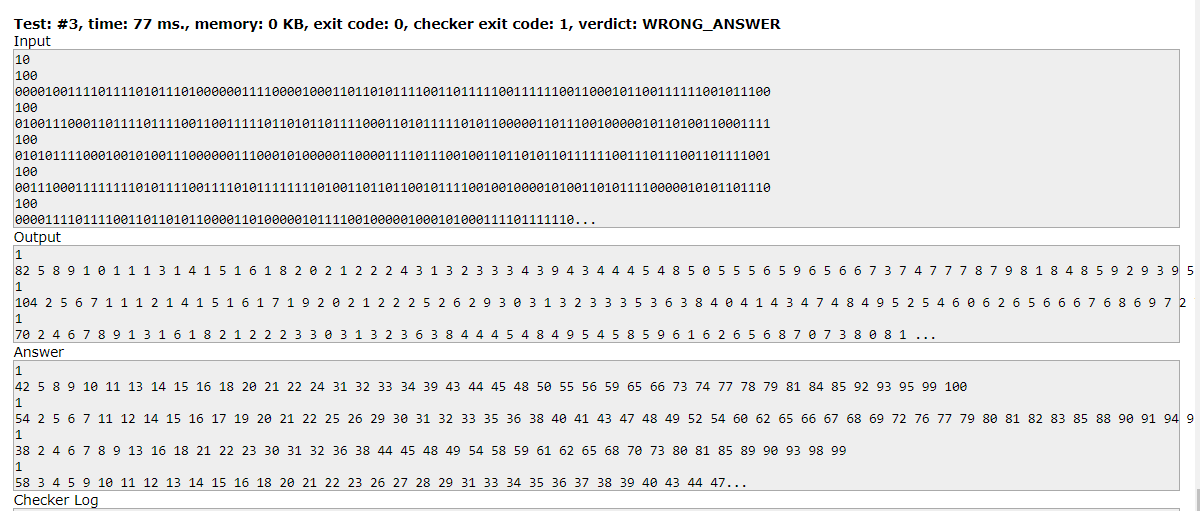 Test: #3, time: 77 ms., memory: 0 KB, exit code: 0, checker exit code: 1, verdict: WRONG_ANSWER
Input
10
100
0000100111101111010111010000001111000010001101101011110011011111001111110011000101100111111001011100
100
0100111000110111101111001100111110110101101111000110101111101011000001101110010000010110100110001111
100
0101011110001001010011100000011100010100000110000111101110010011011010110111111001110111001101111001
100
0011100011111111010111100111101011111111010011011011001011110010010000101001101011110000010101101110
100
00001111011110011011010110000110100000101111001000001000101000111101111110...
Output
1
82 5 8 9 1 0 1 1 1 3 1 4 1 5 1 6 1 8 2 0 2 1 2 2 2 4 3 1 3 2 3 3 3 4 3 9 4 3 4 4 4 5 4 8 5 0 5 5 5 6 5 9 6 5 6 6 7 3 7 4 7 7 7 8 7 9 8 1 8 4 8 5 9 2 9 3 9 5
1
104 2 5 6 7 1 1 1 2 1 4 1 5 1 6 1 7 1 9 2 0 2 1 2 2 2 5 2 6 2 9 3 0 3 1 3 2 3 3 3 5 3 6 3 8 4 0 4 1 4 3 4 7 4 8 4 9 5 2 5 4 6 0 6 2 6 5 6 6 6 7 6 8 6 9 7 2
1
70 2 4 6 7 8 9 1 3 1 6 1 8 2 1 2 2 2 3 3 0 3 1 3 2 3 6 3 8 4 4 4 5 4 8 4 9 5 4 5 8 5 9 6 1 6 2 6 5 6 8 7 0 7 3 8 0 8 1 ...
Answer
1
42 5 8 9 10 11 13 14 15 16 18 20 21 22 24 31 32 33 34 39 43 44 45 48 50 55 56 59 65 66 73 74 77 78 79 81 84 85 92 93 95 99 100
1
54 2 5 6 7 11 12 14 15 16 17 19 20 21 22 25 26 29 30 31 32 33 35 36 38 40 41 43 47 48 49 52 54 60 62 65 66 67 68 69 72 76 77 79 80 81 82 83 85 88 90 91 94 9
1
38 2 4 6 7 8 9 13 16 18 21 22 23 30 31 32 36 38 44 45 48 49 54 58 59 61 62 65 68 70 73 80 81 85 89 90 93 98 99
1
58 3 4 5 9 10 11 12 13 14 15 16 18 20 21 22 23 26 27 28 29 31 33 34 35 36 37 38 39 40 43 44 47...
Checker Log